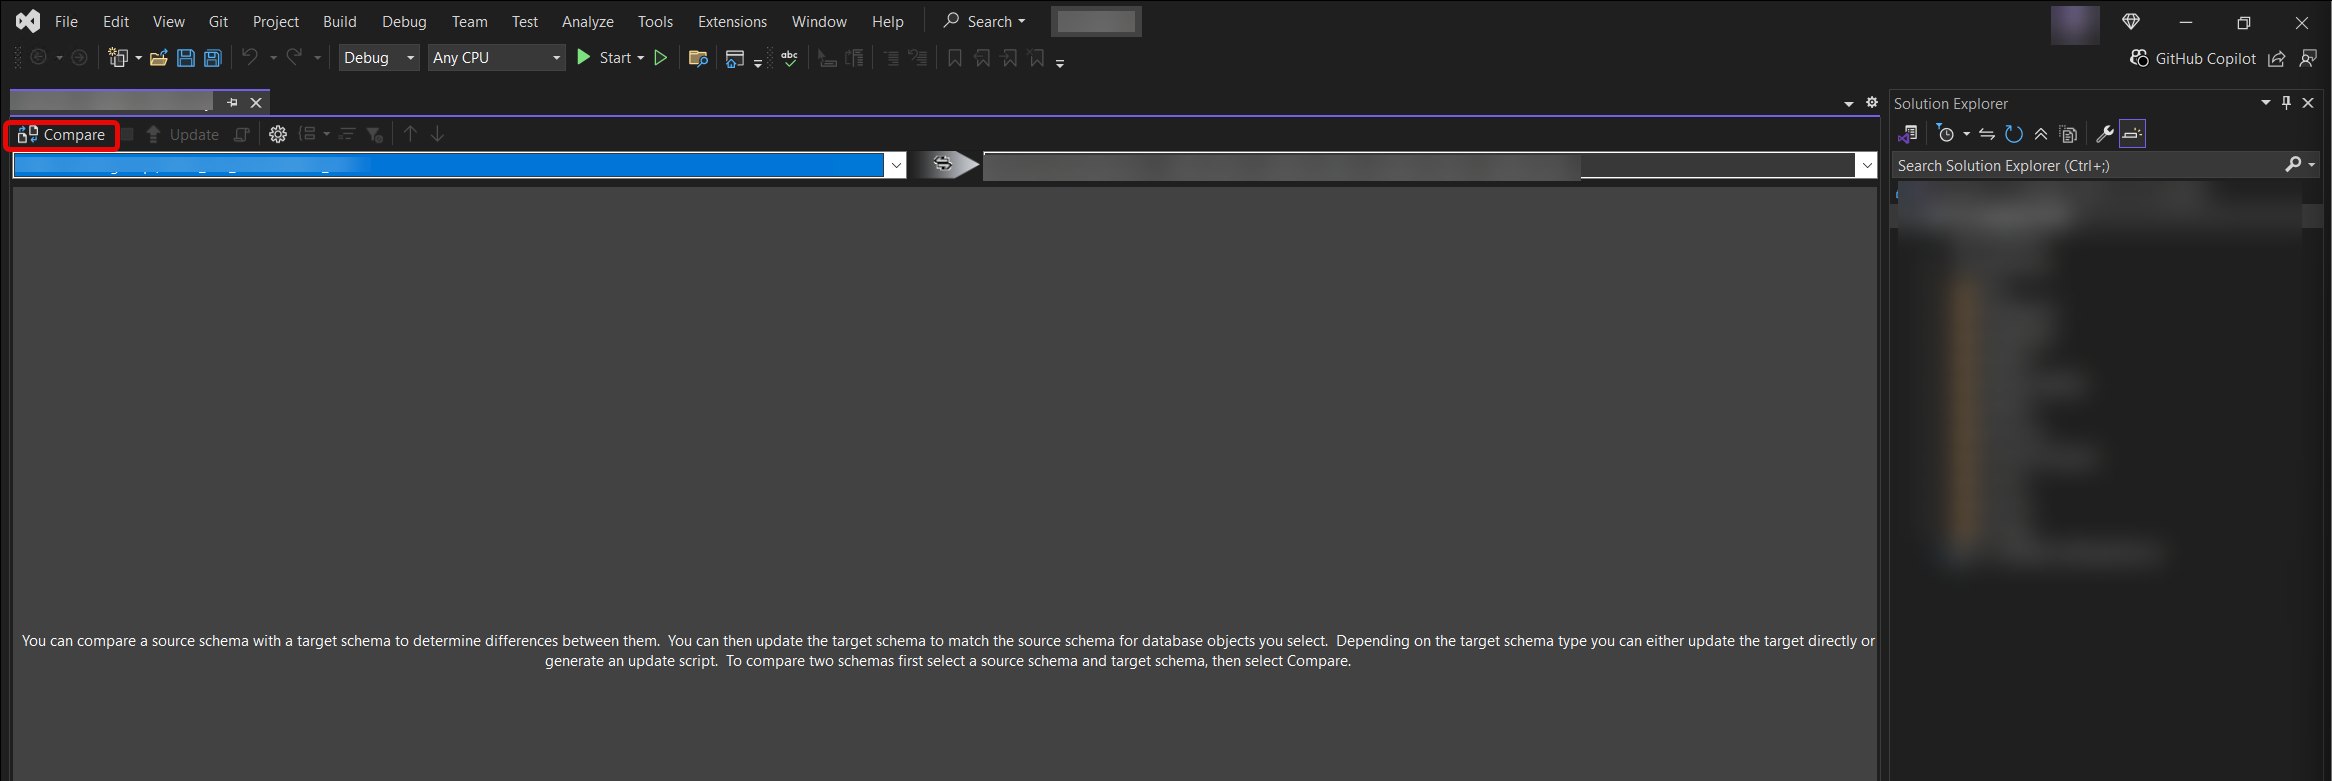 File Edit View Git Project Build Debug Team Test Analyze Tools Extensions Window Help Search
Debug Any CPU Start abc GitHub Copilot
Solution Explorer
Compare Update
Search Solution Explorer (Ctrl+;)
You can compare a source schema with a target schema to determine differences between them.  You can then update the target schema to match the source schema for database objects you select.  Depending on the target schema type you can either update the target directly or
generate an update script.  To compare two schemas first select a source schema and target schema, then select Compare.